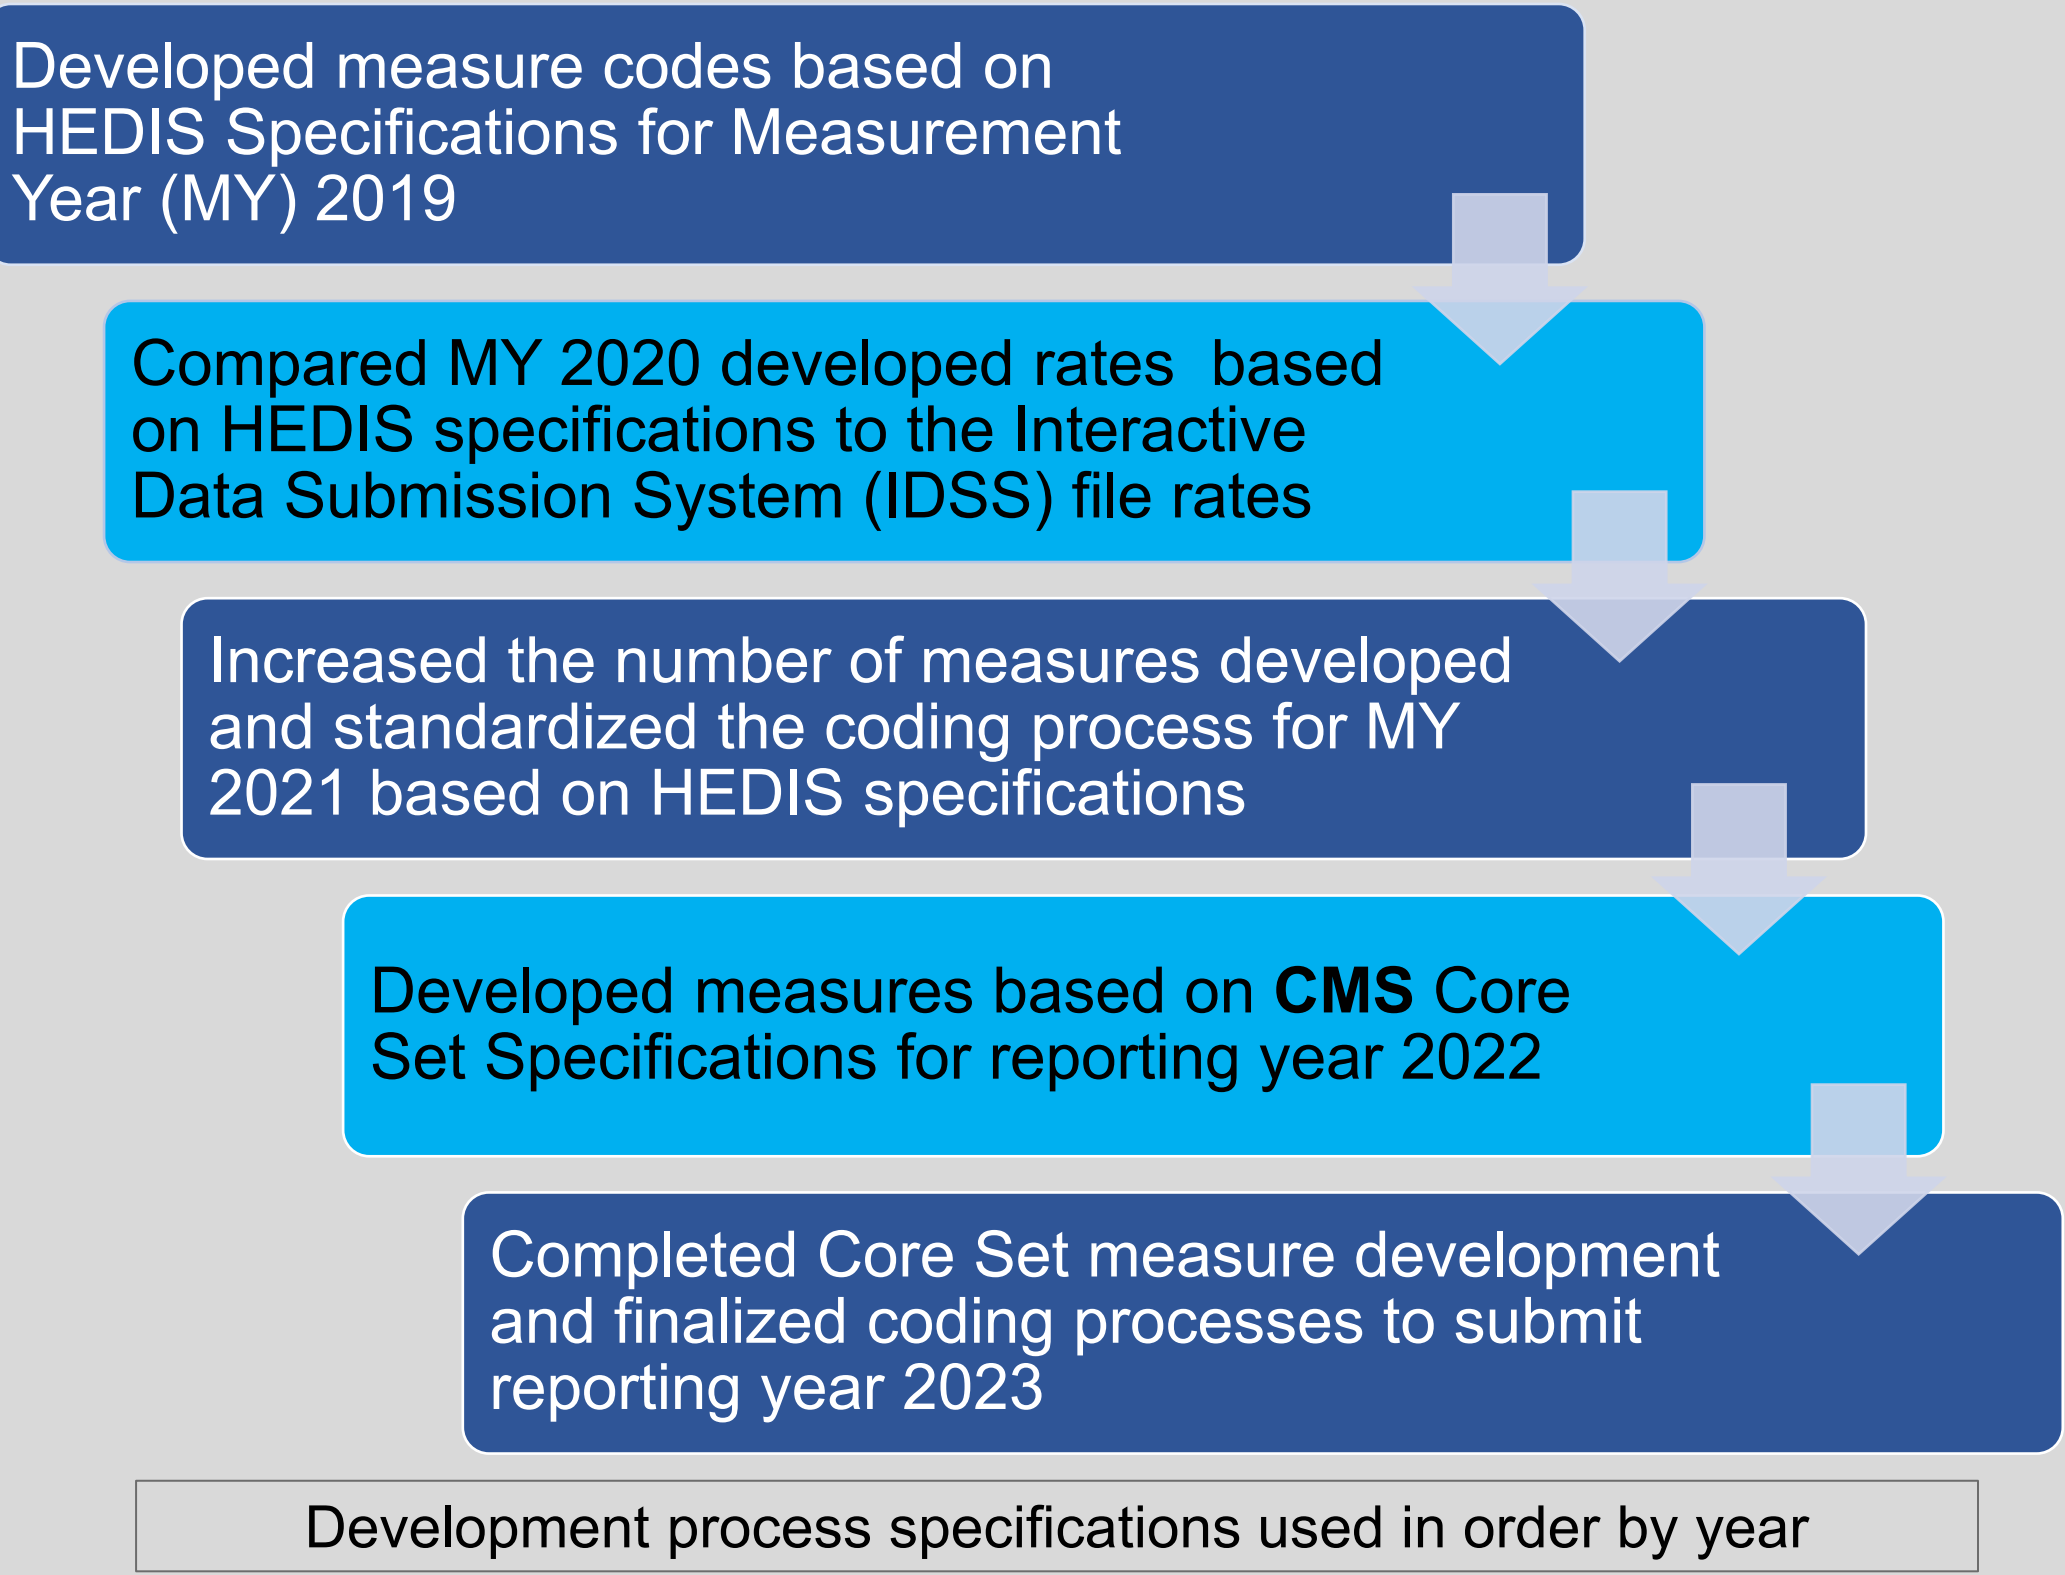 Developed measure codes based on
HEDIS Specifications for Measurement
Year (MY) 2019
Compared MY 2020 developed rates  based
on HEDIS specifications to the Interactive
Data Submission System (IDSS) file rates
Increased the number of measures developed
and standardized the coding process for MY
2021 based on HEDIS specifications
Developed measures based on CMS Core
Set Specifications for reporting year 2022
Completed Core Set measure development
and finalized coding processes to submit
reporting year 2023
Development process specifications used in order by year